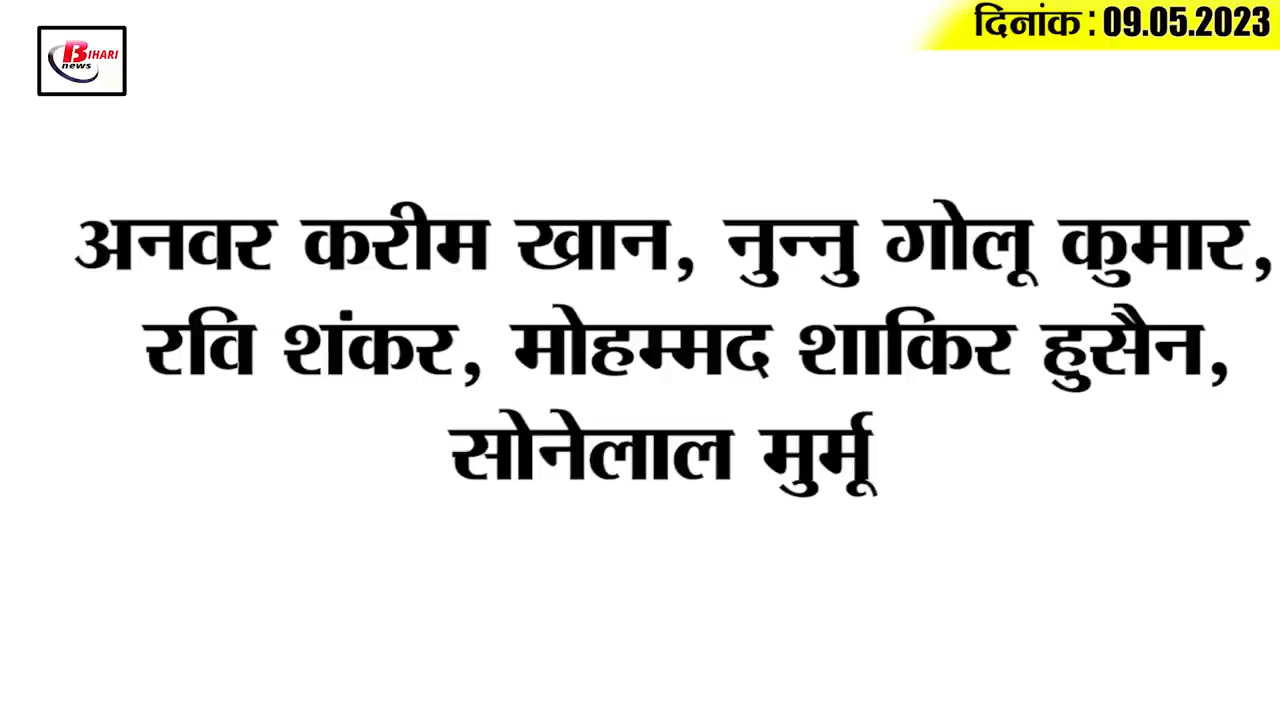 BIHARI
news
दिनांक : 09.05.2023
अनवर करीम खान, नुन्नु गोलू कुमार,
रवि शंकर, मोहम्मद शाकिर हुसैन,
सोनेलाल मुर्मू